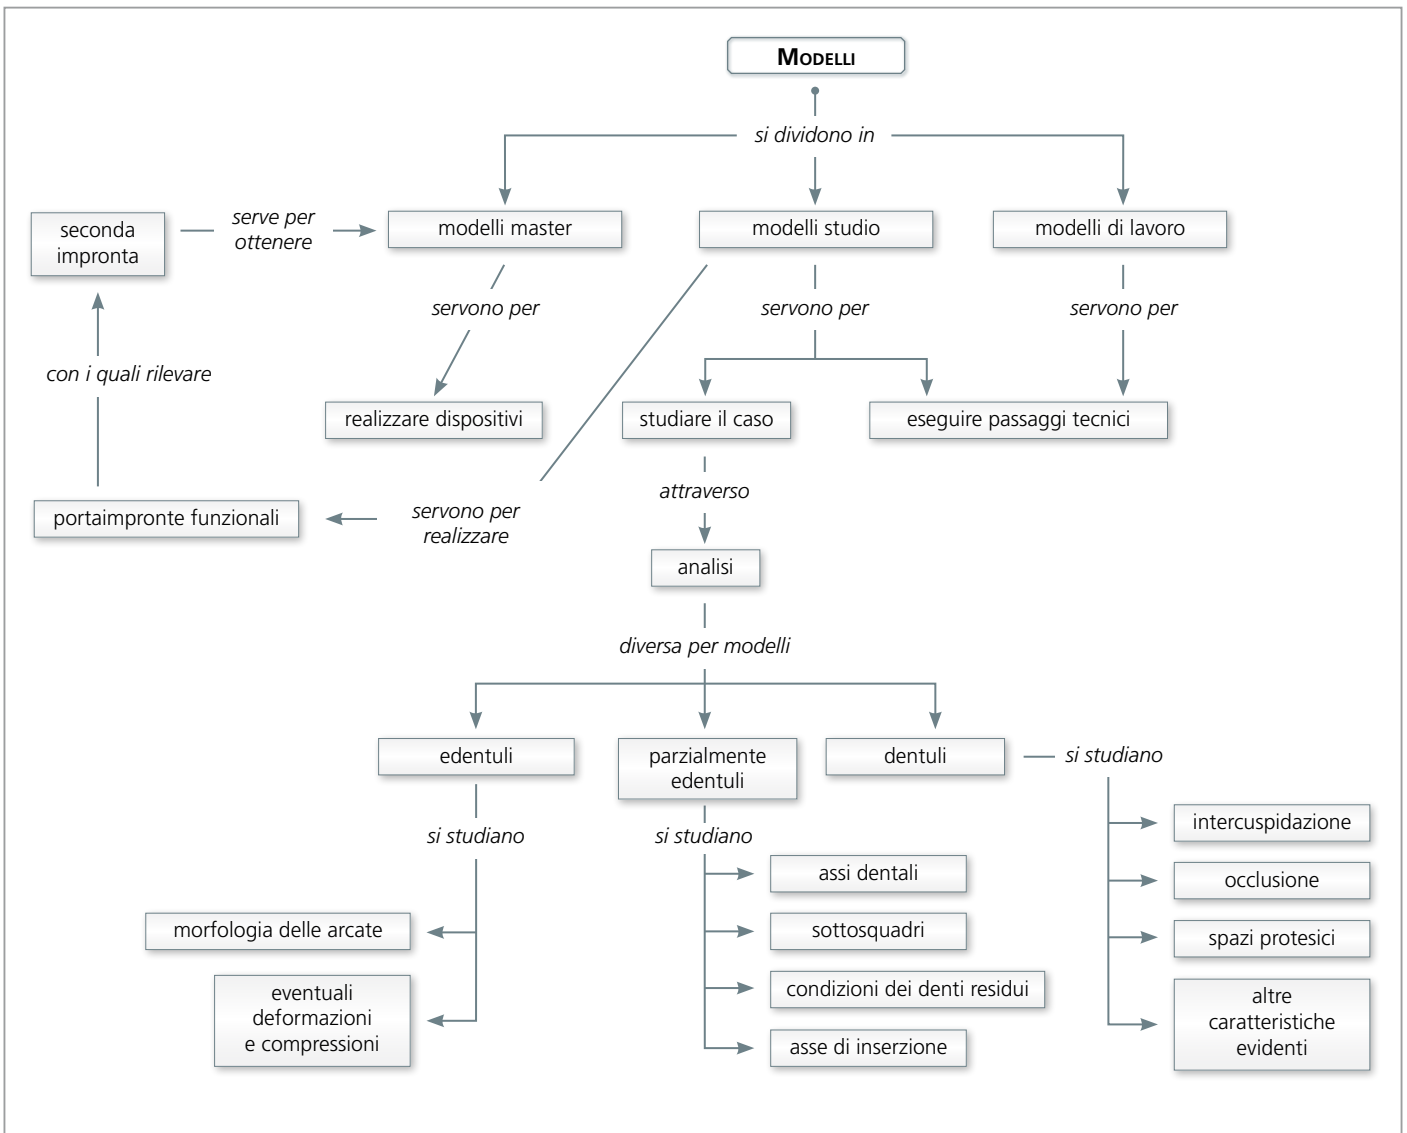 MODELLI
si dividono in
seconda
impronta
serve per
ottenere
modelli master
modelli studio
modelli di lavoro
servono per
servono per
servono per
con i quali rilevare
realizzare dispositivi
studiare il caso
eseguire passaggi tecnici
attraverso
portaimpronte funzionali
servono per
realizzare
analisi
diversa per modelli
edentuli
parzialmente
edentuli
dentuli
si studiano
si studiano
si studiano
intercuspidazione
assi dentali
occlusione
morfologia delle arcate
sottosquadri
spazi protesici
eventuali
deformazioni
e compressioni
condizioni dei denti residui
altre
caratteristiche
evidenti
asse di inserzione